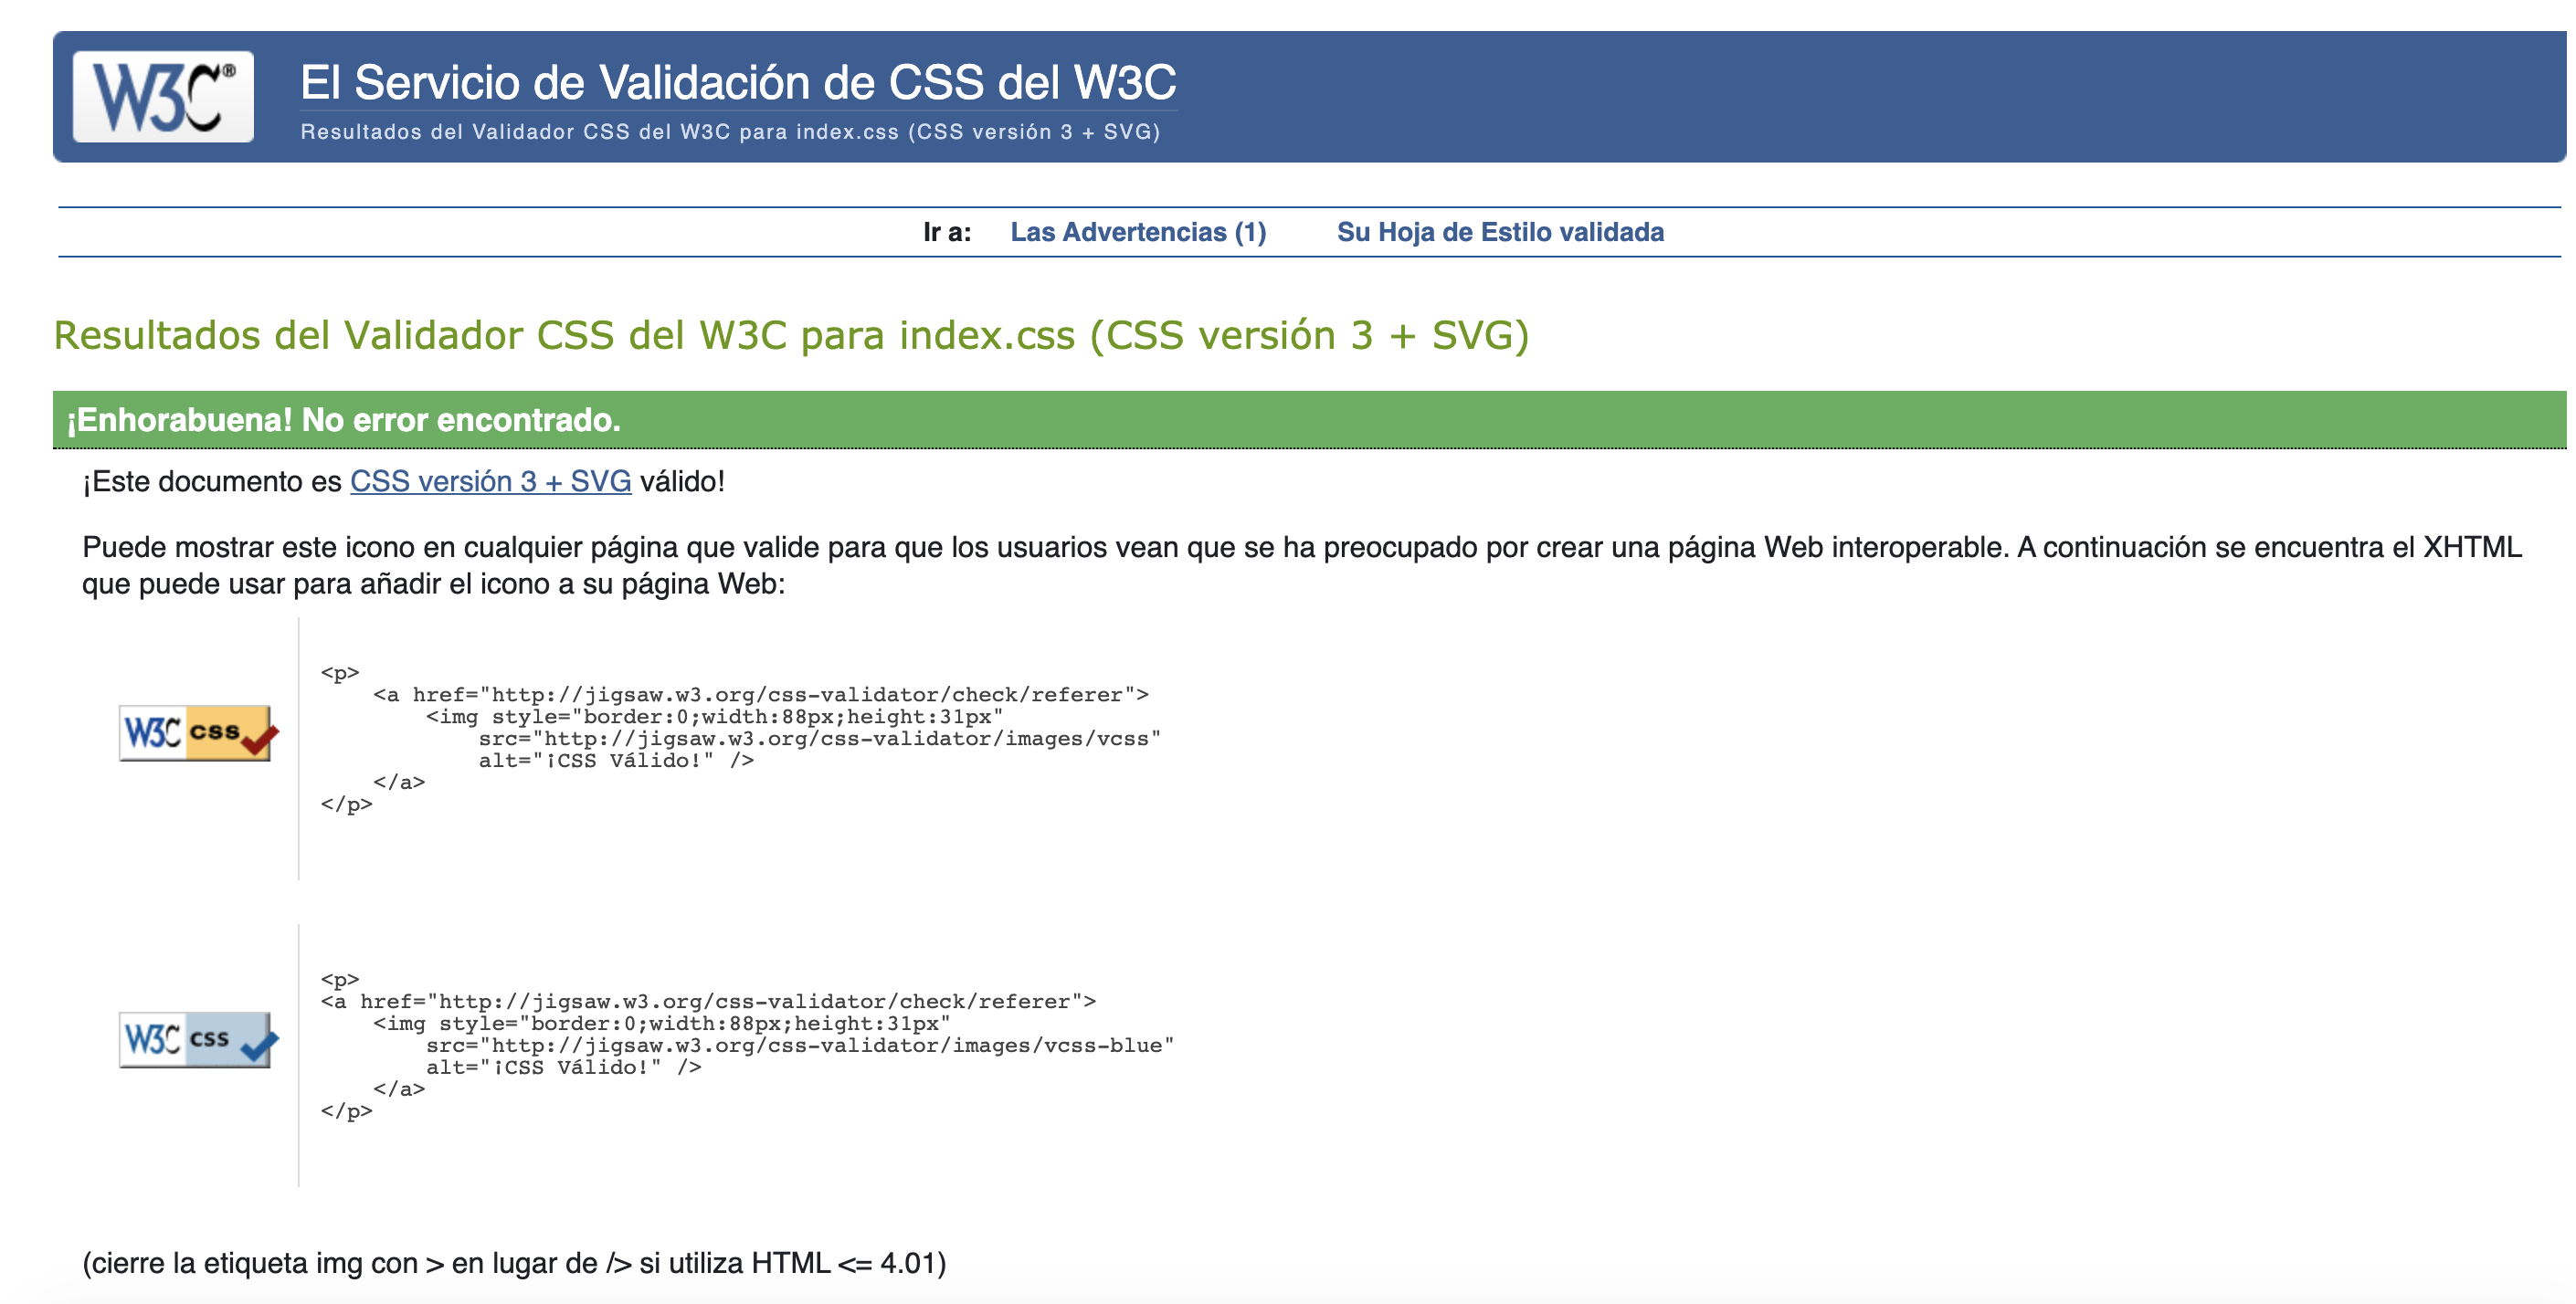 W3C®
El Servicio de Validación de CSS del W3C
Resultados del Validador CSS del W3C para index.css (CSS versión 3 + SVG)
Ir a: Las Advertencias (1) Su Hoja de Estilo validada
Resultados del Validador CSS del W3C para index.css (CSS versión 3 + SVG)
¡Enhorabuena! No error encontrado.
¡Este documento es CSS versión 3 + SVG válido!
Puede mostrar este icono en cualquier página que valide para que los usuarios vean que se ha preocupado por crear una página Web interoperable. A continuación se encuentra el XHTML
que puede usar para añadir el icono a su página Web:
W3C css
<p>
<a href="http://jigsaw.w3.org/css-validator/check/referer">
<img style="border:0;width:88px;height:31px"
src="http://jigsaw.w3.org/css-validator/images/vcss"
alt="¡CSS Válido!" />
</a>
</p>
W3C css
<p>
<a href="http://jigsaw.w3.org/css-validator/check/referer">
<img style="border:0;width:88px;height:31px"
src="http://jigsaw.w3.org/css-validator/images/vcss-blue"
alt="¡CSS Válido!" />
</a>
</p>
(cierre la etiqueta img con > en lugar de /> si utiliza HTML <= 4.01)